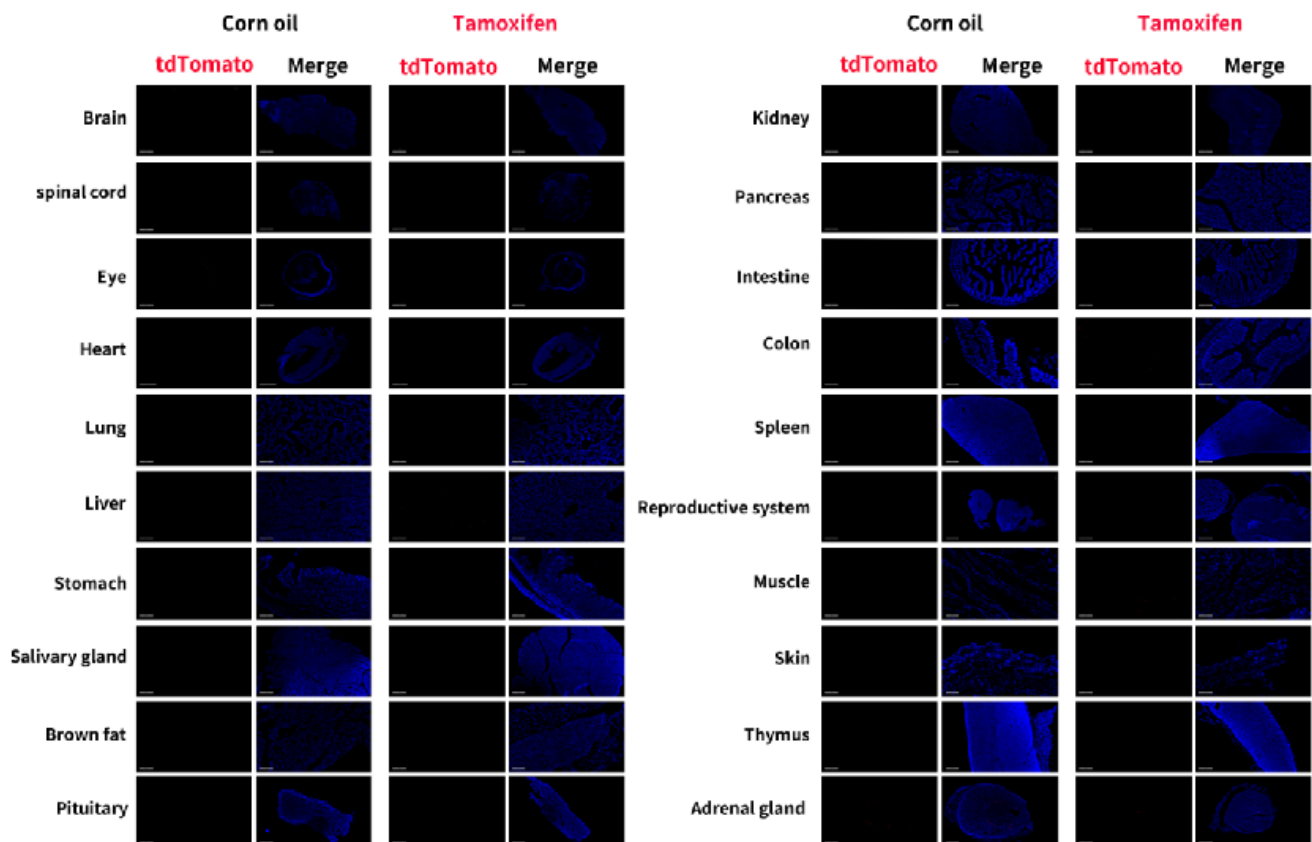 Corn oil Tamoxifen Corn oil Tamoxifen
tdTomato Merge tdTomato Merge tdTomato Merge tdTomato Merge
Brain Kidney
spinal cord Pancreas
Eye Intestine
Heart Colon
Lung Spleen
Liver Reproductive system
Stomach Muscle
Salivary gland Skin
Brown fat Thymus
Pituitary Adrenal gland